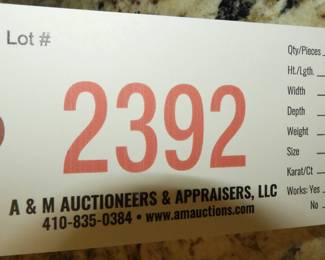 Lot #
2392
A & M AUCTIONEERS & APPRAISERS, LLC
410-835-0384 • www.amauctions.com
Qty/Pieces
Ht./Lgth.
Width
Depth
Weight
Size
Karat/Ct
Works: Yes
No